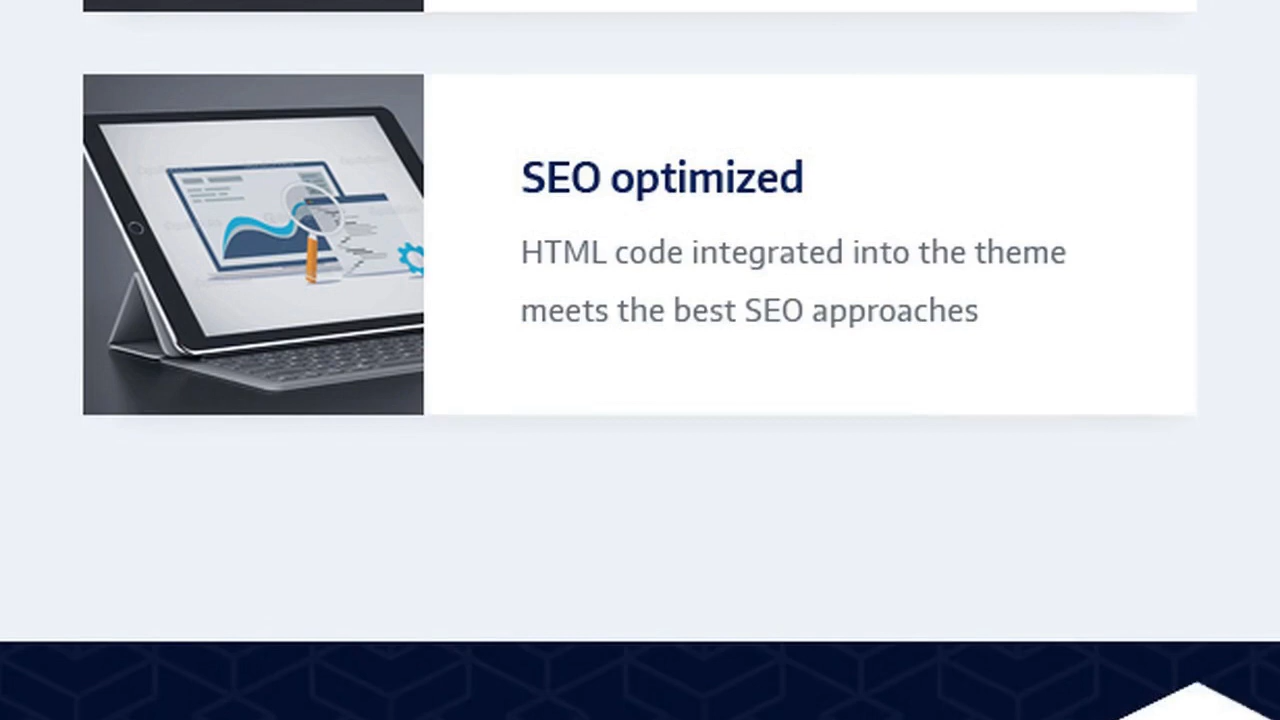 SEO optimized
HTML code integrated into the theme
meets the best SEO approaches